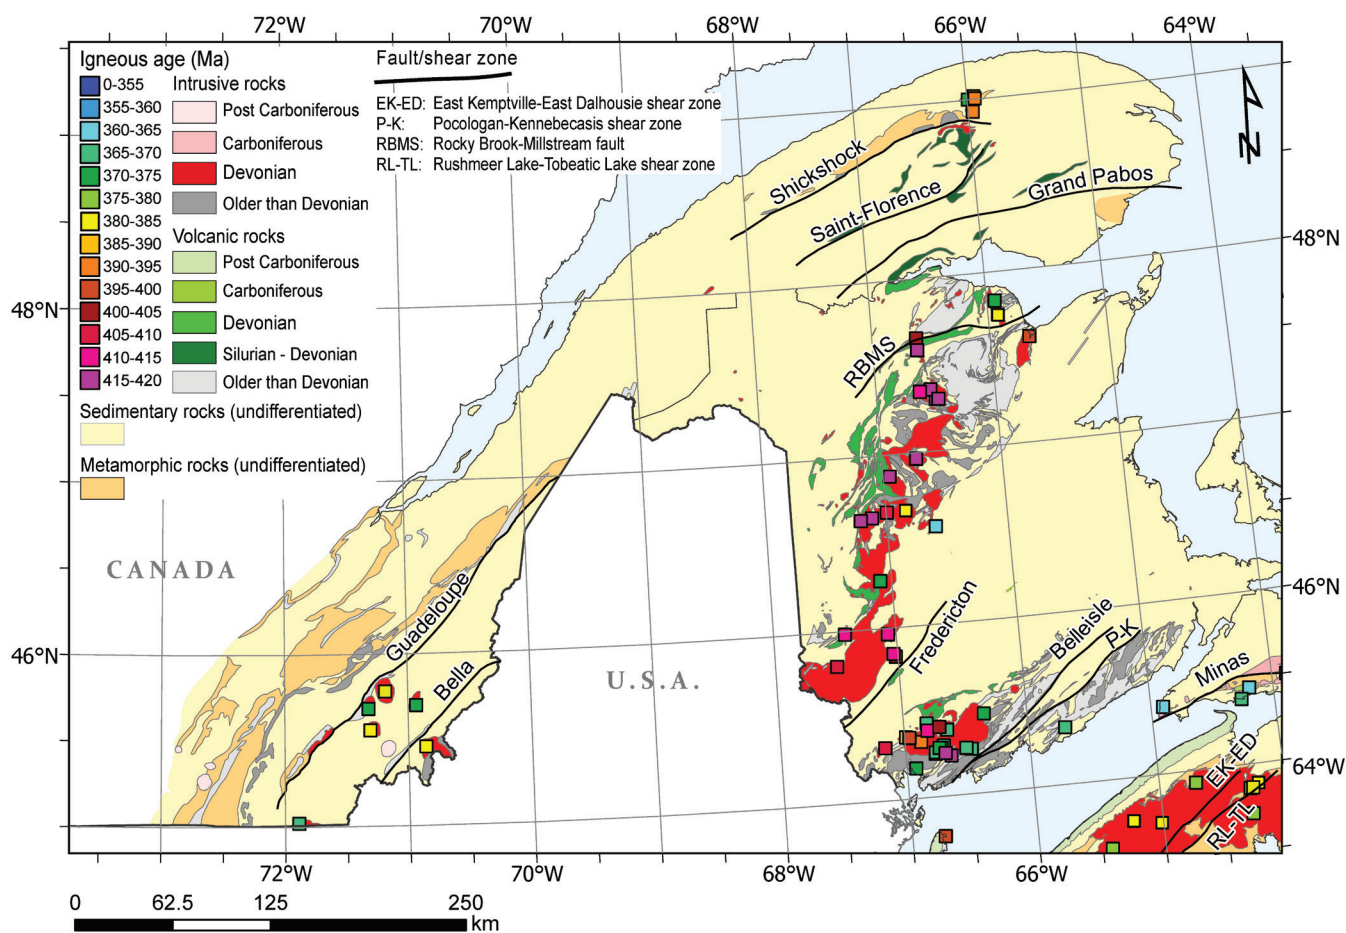 72°W 70°W 68°W 66°W 64°W
Igneous age (Ma)
0-355
355-360
360-365
365-370
370-375
375-380
380-385
385-390
390-395
395-400
400-405
405-410
410-415
415-420
Intrusive rocks
Post Carboniferous
Carboniferous
Devonian
Older than Devonian
Volcanic rocks
Post Carboniferous
Carboniferous
Devonian
Silurian - Devonian
Older than Devonian
Sedimentary rocks (undifferentiated)
Metamorphic rocks (undifferentiated)
Fault/shear zone
EK-ED: East Kemptville-East Dalhousie shear zone
P-K: Pocologan-Kennebecasis shear zone
RBMS: Rocky Brook-Millstream fault
RL-TL: Rushmeer Lake-Tobeatic Lake shear zone
N
Shickshock
Saint-Florence
Grand Pabos
48°N
48°N
RBMS
CANADA
46°N
Guadeloupe
Bella
U.S.A.
46°N
Fredericton
Belleisle
P-K
Minas
46°N
64°W
EK-ED
RL-TL
72°W 70°W 68°W 66°W
0 62.5 125 250
km